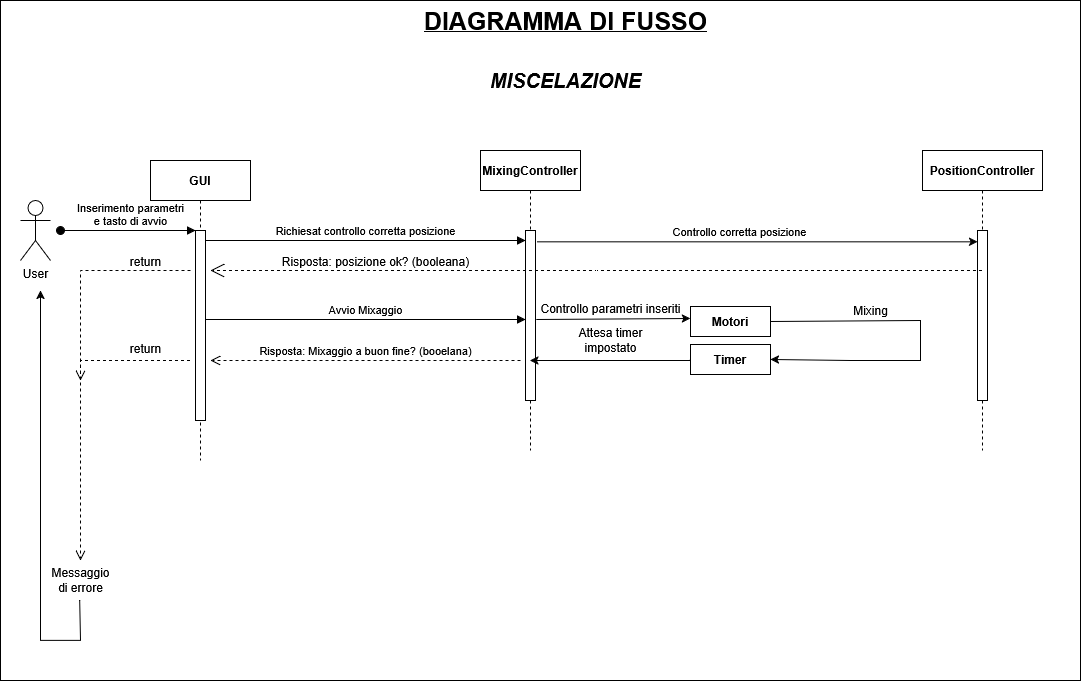 DIAGRAMMA DI FUSSO
MISCELAZIONE
GUI
MixingController
PositionController
Inserimento parametri
e tasto di avvio
User
Richiesat controllo corretta posizione
Controllo corretta posizione
return
Risposta: posizione ok? (booleana)
Avvio Mixaggio
Controllo parametri inseriti
Motori
Mixing
return
Risposta: Mixaggio a buon fine? (booelana)
Attesa timer
impostato
Timer
Messaggio
di errore